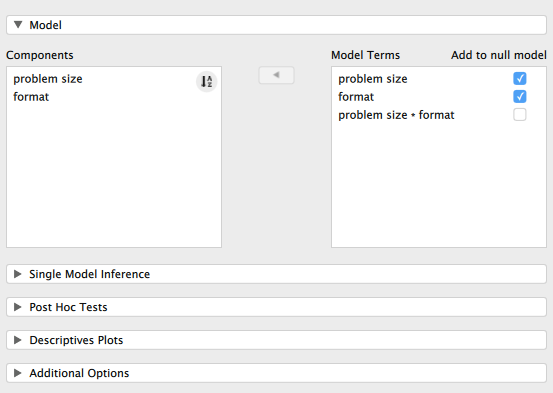 Model
Components
Model Terms Add to null model
problem size
format
problem size
format
problem size * format
Single Model Inference
Post Hoc Tests
Descriptives Plots
Additional Options